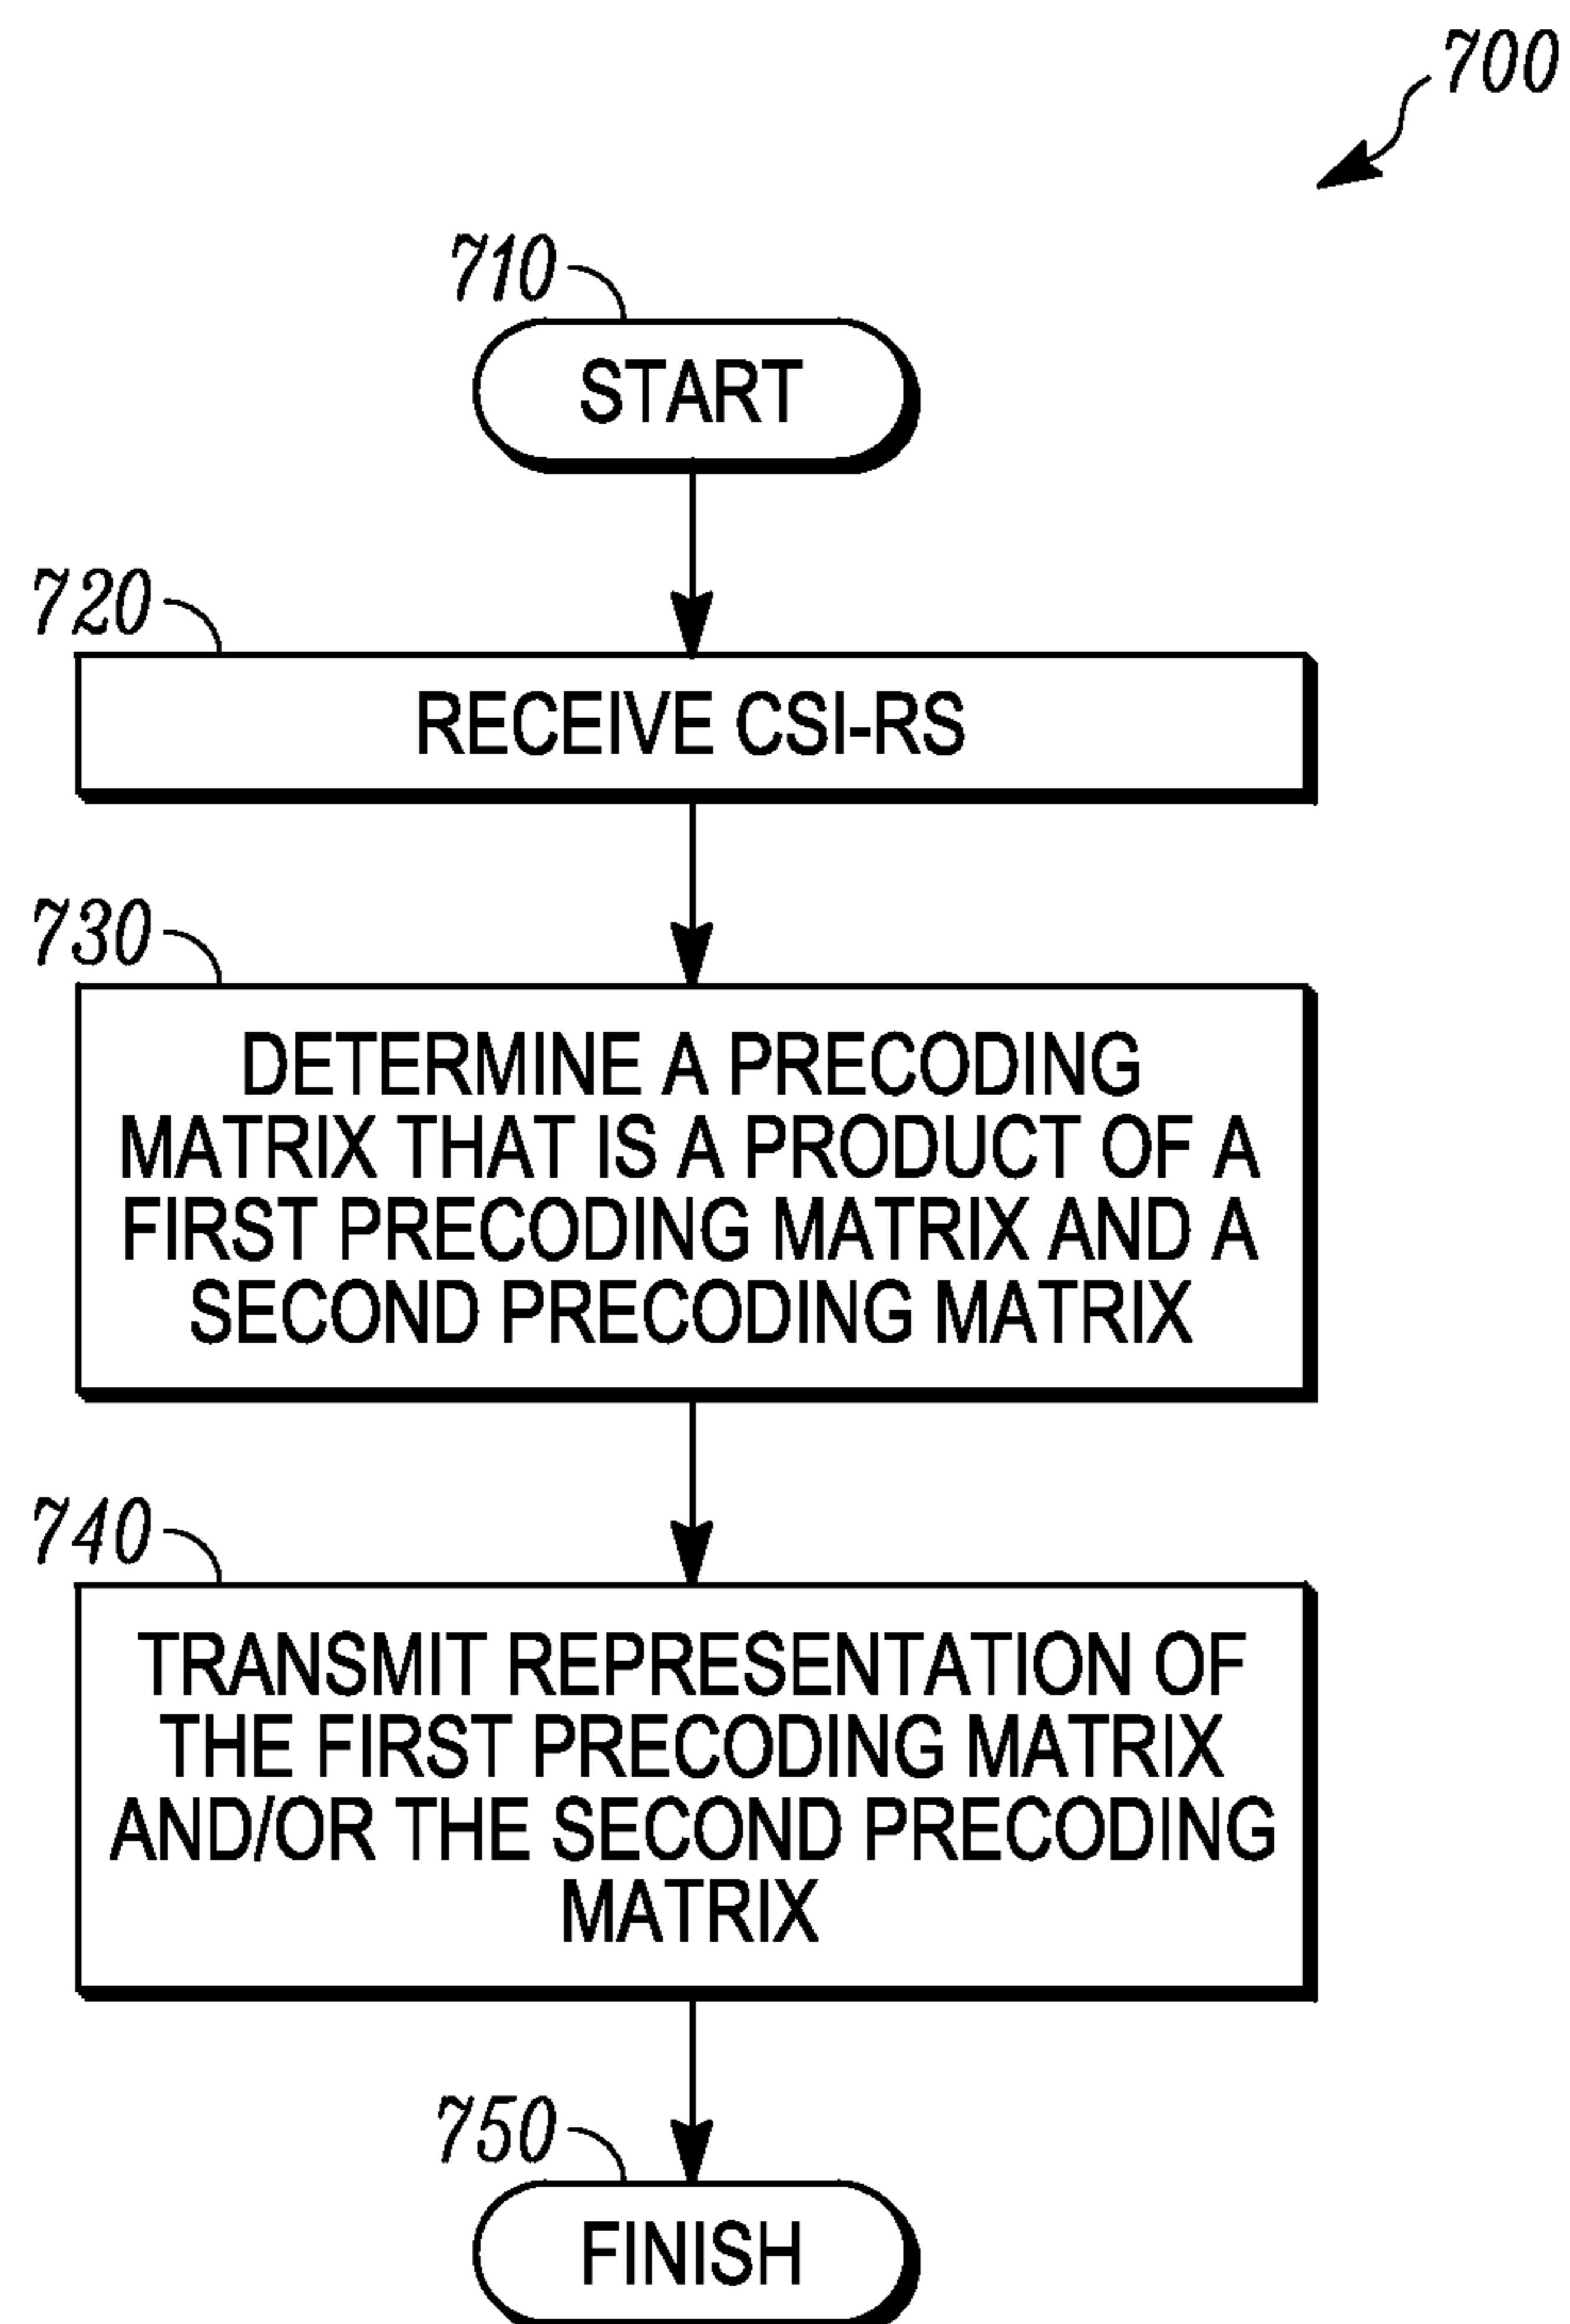 700
710
START
720
RECEIVE CSI-RS
730
DETERMINE A PRECODING
MATRIX THAT IS A PRODUCT OF A
FIRST PRECODING MATRIX AND A
SECOND PRECODING MATRIX
740
TRANSMIT REPRESENTATION OF
THE FIRST PRECODING MATRIX
AND/OR THE SECOND PRECODING
MATRIX
750
FINISH